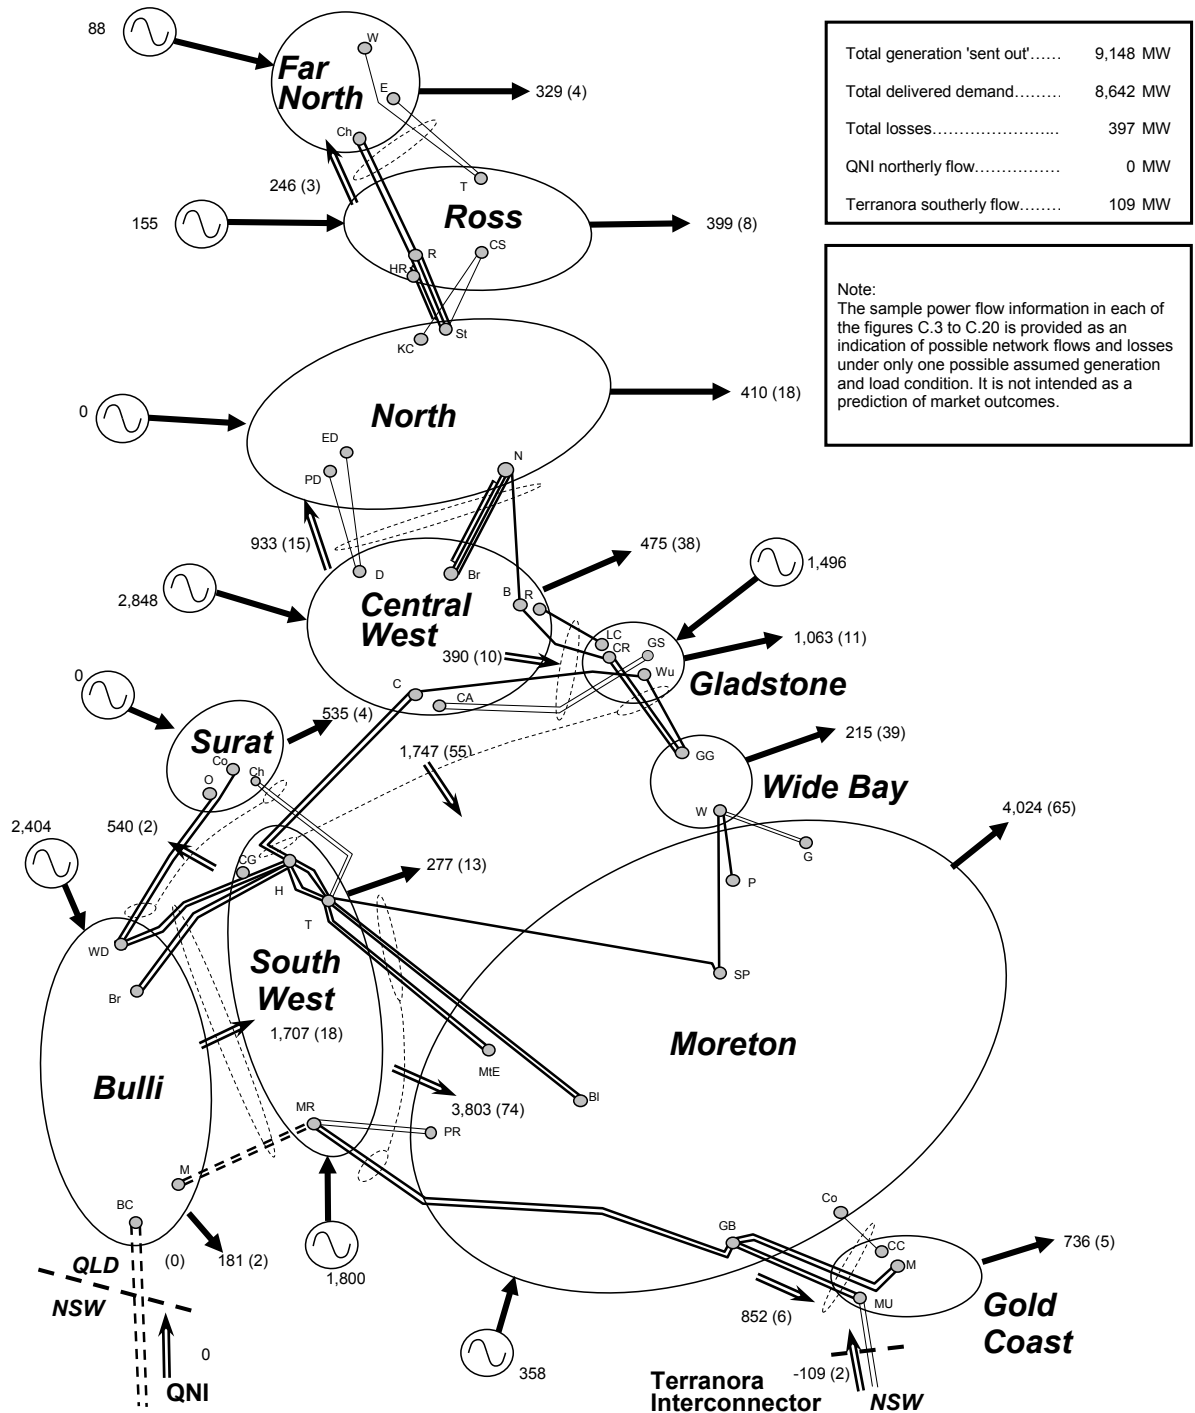 88
W
Far
North
E
329 (4)
Ch
246 (3)
T
155
Ross
399 (8)
CS
R
HR
St
KC
0
North
410 (18)
ED
PD
N
933 (15)
475 (38)
1,496
D
Br
2,848
Central
West
B
R
LC
CR
GS
1,063 (11)
390 (10)
Wu
Gladstone
C
CA
0
535 (4)
Surat
Co
Ch
O
1,747 (55)
GG
215 (39)
Wide Bay
W
4,024 (65)
2,404
540 (2)
CG
277 (13)
G
P
H
T
WD
Br
South
West
SP
1,707 (18)
Moreton
Bulli
MtE
Bl
MR
3,803 (74)
PR
M
BC
Co
GB
CC
M
736 (5)
QLD
(0)
181 (2)
1,800
NSW
MU
852 (6)
Gold
Coast
0
QNI
358
-109 (2)
Terranora
Interconnector
NSW
Total generation 'sent out'…… 9,148 MW
Total delivered demand……… 8,642 MW
Total losses………………….... 397 MW
QNI northerly flow…………… 0 MW
Terranora southerly flow……. 109 MW
Note:
The sample power flow information in each of
the figures C.3 to C.20 is provided as an
indication of possible network flows and losses
under only one possible assumed generation
and load condition. It is not intended as a
prediction of market outcomes.